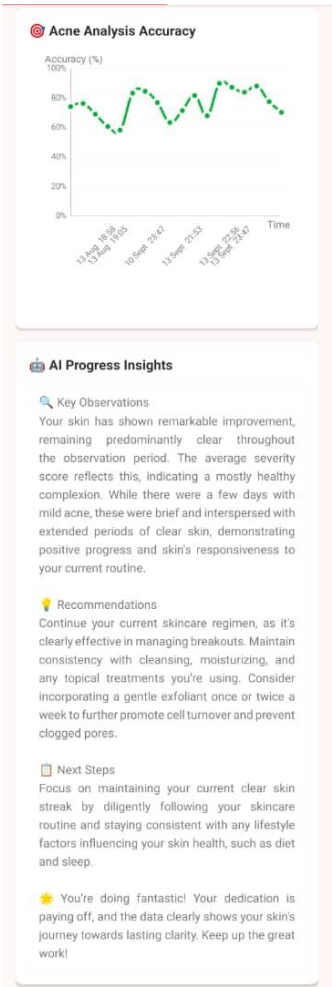 🎯 Acne Analysis Accuracy
Accuracy (%)
100%
80%
60%
40%
20%
0%
Time
13 Aug 18:58
13 Aug 19:05
10 Sept 23:47
13 Sept 21:53
13 Sept 22:56
13 Sept 23:47
🤖 AI Progress Insights
🔍 Key Observations
Your skin has shown remarkable improvement,
remaining predominantly clear throughout
the observation period. The average severity
score reflects this, indicating a mostly healthy
complexion. While there were a few days with
mild acne, these were brief and interspersed with
extended periods of clear skin, demonstrating
positive progress and skin's responsiveness to
your current routine.
💡 Recommendations
Continue your current skincare regimen, as it's
clearly effective in managing breakouts. Maintain
consistency with cleansing, moisturizing, and
any topical treatments you're using. Consider
incorporating a gentle exfoliant once or twice a
week to further promote cell turnover and prevent
clogged pores.
📋 Next Steps
Focus on maintaining your current clear skin
streak by diligently following your skincare
routine and staying consistent with any lifestyle
factors influencing your skin health, such as diet
and sleep.
🌟 You're doing fantastic! Your dedication is
paying off, and the data clearly shows your skin's
journey towards lasting clarity. Keep up the great
work!